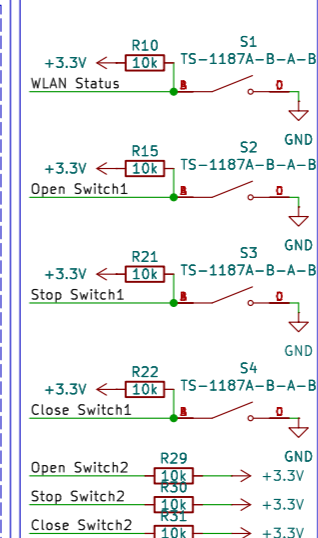 R10
S1
+3.3V
10k
TS-1187A-B-A-B
WLAN Status
GND
R15
S2
+3.3V
10k
TS-1187A-B-A-B
Open Switch1
GND
R21
S3
+3.3V
10k
TS-1187A-B-A-B
Stop Switch1
GND
R22
S4
+3.3V
10k
TS-1187A-B-A-B
Close Switch1
GND
R29
Open Switch2
10k
+3.3V
R30
Stop Switch2
10k
+3.3V
R31
Close Switch2
10k
+3.3V